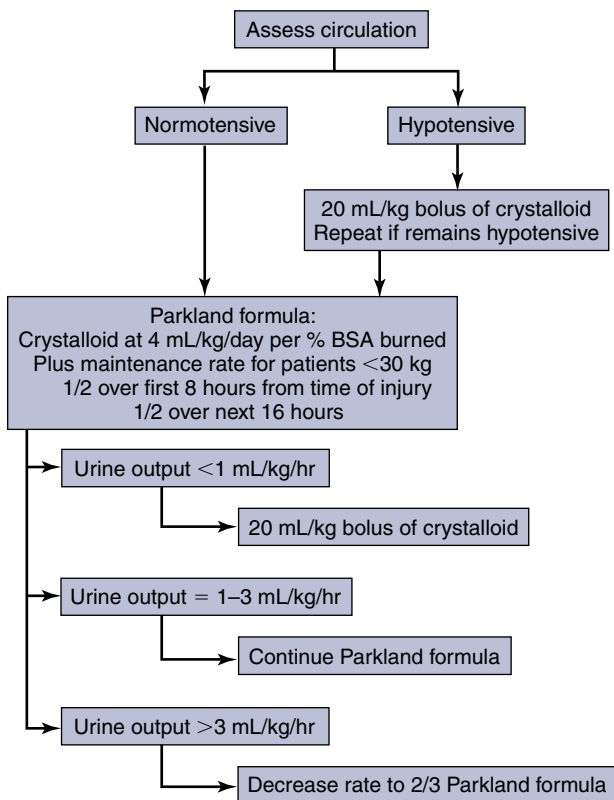 Assess circulation
Normotensive
Hypotensive
20 mL/kg bolus of crystalloid
Repeat if remains hypotensive
Parkland formula:
Crystalloid at 4 mL/kg/day per % BSA burned
Plus maintenance rate for patients <30 kg
1/2 over first 8 hours from time of injury
1/2 over next 16 hours
Urine output <1 mL/kg/hr
20 mL/kg bolus of crystalloid
Urine output = 1–3 mL/kg/hr
Continue Parkland formula
Urine output >3 mL/kg/hr
Decrease rate to 2/3 Parkland formula